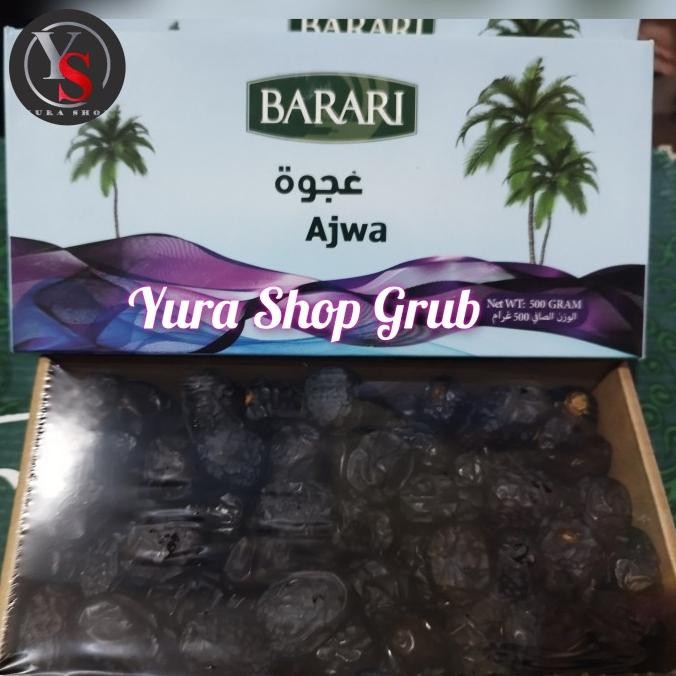 YS
BARARI
BARARI
عجوة
Ajwa
Yura Shop Grub
Net WT: 500 GRAM
الوزن الصافي 500 غرام